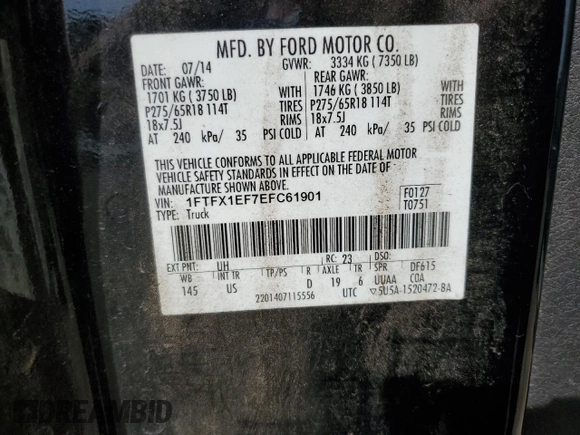 MFD. BY FORD MOTOR CO.
DATE: 07/14 GVWR: 3334 KG ( 7350 LB)
FRONT GAWR: REAR GAWR:
1701 KG ( 3750 LB) WITH 1746 KG ( 3850 LB) WITH
P275/65R18 114T TIRES P275/65R18 114T TIRES
18x7.5J RIMS 18x7.5J RIMS
AT 240 kPa/ 35 PSI COLD AT 240 kPa/ 35 PSI COLD
THIS VEHICLE CONFORMS TO ALL APPLICABLE FEDERAL MOTOR
VEHICLE SAFETY STANDARDS IN EFFECT ON THE DATE OF
MANUFACTURE SHOWN ABOVE.
VIN: 1FTFX1EF7EFC61901 F0127
TYPE: Truck T0751
EXT PNT: UH RC: 23 DSO:
WB INT TR TP/PS R AXLE TR SPR DF615
145 US D 19 6 UUAA COA
2201407115556 UTC ▽5U5A-1520472-BA
DREAMBID